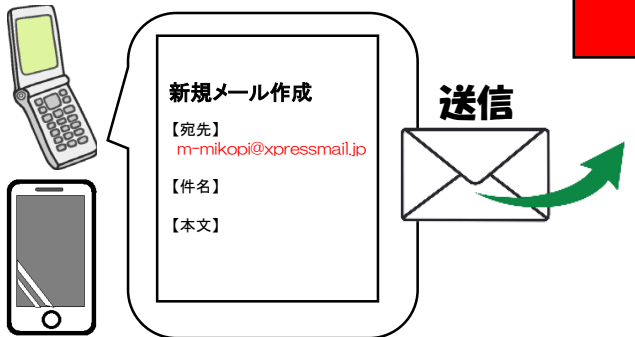 新規メール作成
【宛先】
m-mikopi@xpressmail.jp
【件名】
【本文】
送信